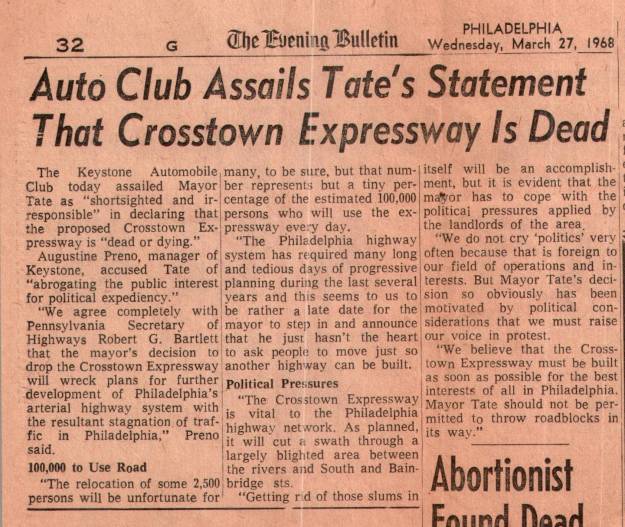 32 G The Evening Bulletin PHILADELPHIA
Wednesday, March 27, 1968
Auto Club Assails Tate's Statement
That Crosstown Expressway Is Dead
The Keystone Automobile
Club today assailed Mayor
Tate as "shortsighted and ir-
responsible" in declaring that
the proposed Crosstown Ex-
pressway is "dead or dying."
Augustine Preno, manager of
Keystone, accused Tate of
"abrogating the public interest
for political expediency."
"We agree completely with
Pennsylvania Secretary of
Highways Robert G. Bartlett
that the mayor's decision to
drop the Crosstown Expressway
will wreck plans for further
development of Philadelphia's
arterial highway system with
the resultant stagnation of traf-
fic in Philadelphia," Preno
said.
100,000 to Use Road
"The relocation of some 2,500
persons will be unfortunate for
many, to be sure, but that num-
ber represents but a tiny per-
centage of the estimated 100,000
persons who will use the ex-
pressway every day.
"The Philadelphia highway
system has required many long
and tedious days of progressive
planning during the last several
years and this seems to us to
be rather a late date for the
mayor to step in and announce
that he just hasn't the heart
to ask people to move just so
another highway can be built.
Political Pressures
"The Crosstown Expressway
is vital to the Philadelphia
highway network. As planned,
it will cut a swath through a
largely blighted area between
the rivers and South and Bain-
bridge sts.
"Getting rid of those slums in
itself will be an accomplish-
ment, but it is evident that the
mayor has to cope with the
political pressures applied by
the landlords of the area.
"We do not cry 'politics' very
often because that is foreign to
our field of operations and in-
terests. But Mayor Tate's deci-
sion so obviously has been
motivated by political con-
siderations that we must raise
our voice in protest.
"We believe that the Cross-
town Expressway must be built
as soon as possible for the best
interests of all in Philadelphia.
Mayor Tate should not be per-
mitted to throw roadblocks in
its way."
Abortionist
Found Dead